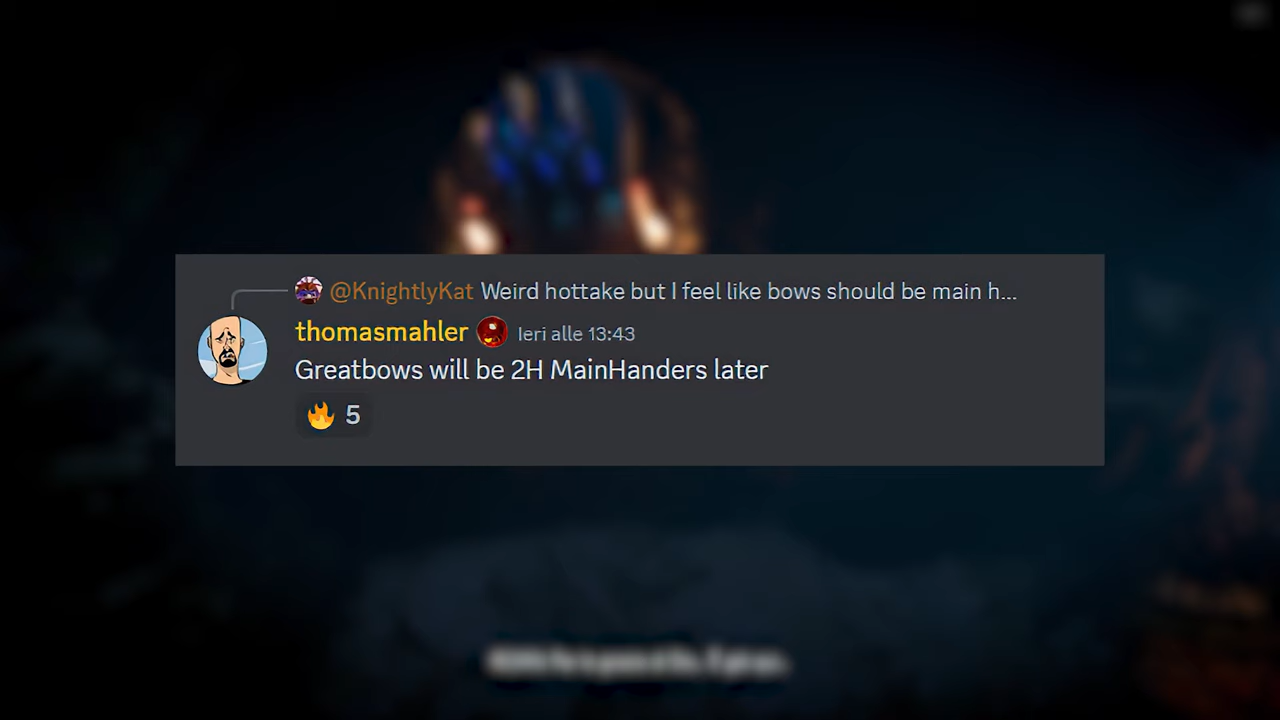 @KnightlyKat Weird hottake but I feel like bows should be main h...
thomasmahler Ieri alle 13:43
Greatbows will be 2H MainHanders later
🔥 5